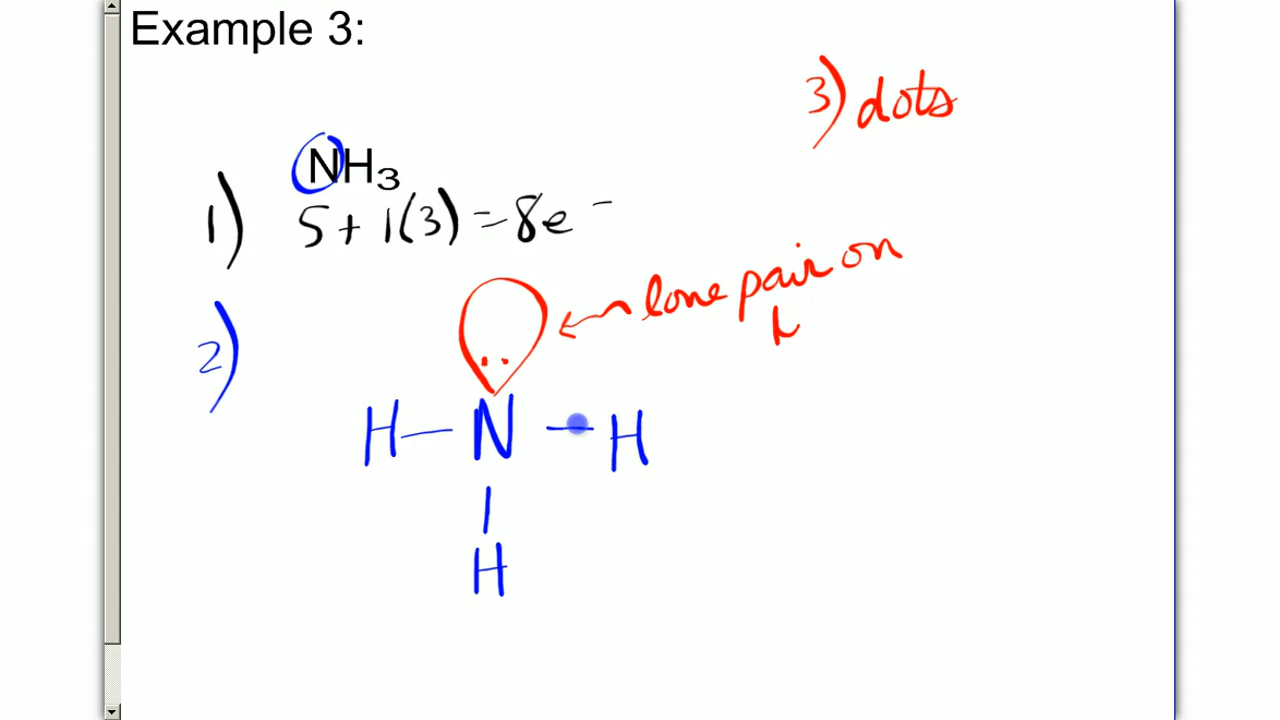 Example 3:
3) dots
NH₃
1) 5 + 1(3) = 8e⁻
lone pair on
2)
H — N — H
|
H